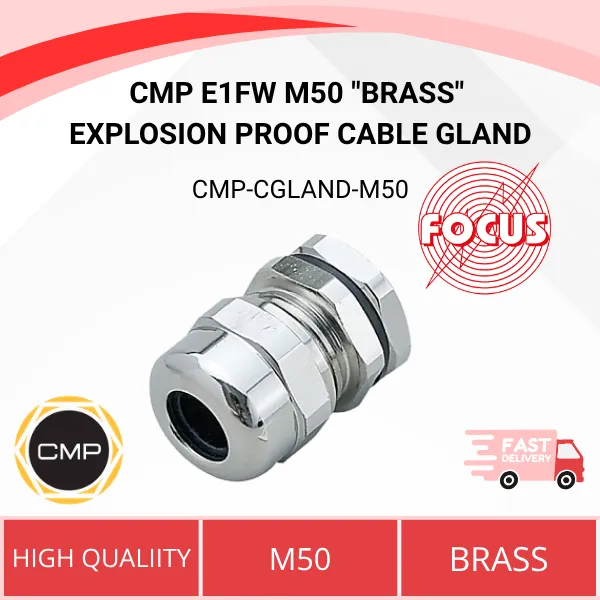 CMP E1FW M50 "BRASS"
EXPLOSION PROOF CABLE GLAND
CMP-CGLAND-M50
FOCUS
CMP
FAST
DELIVERY
HIGH QUALIITY
M50
BRASS